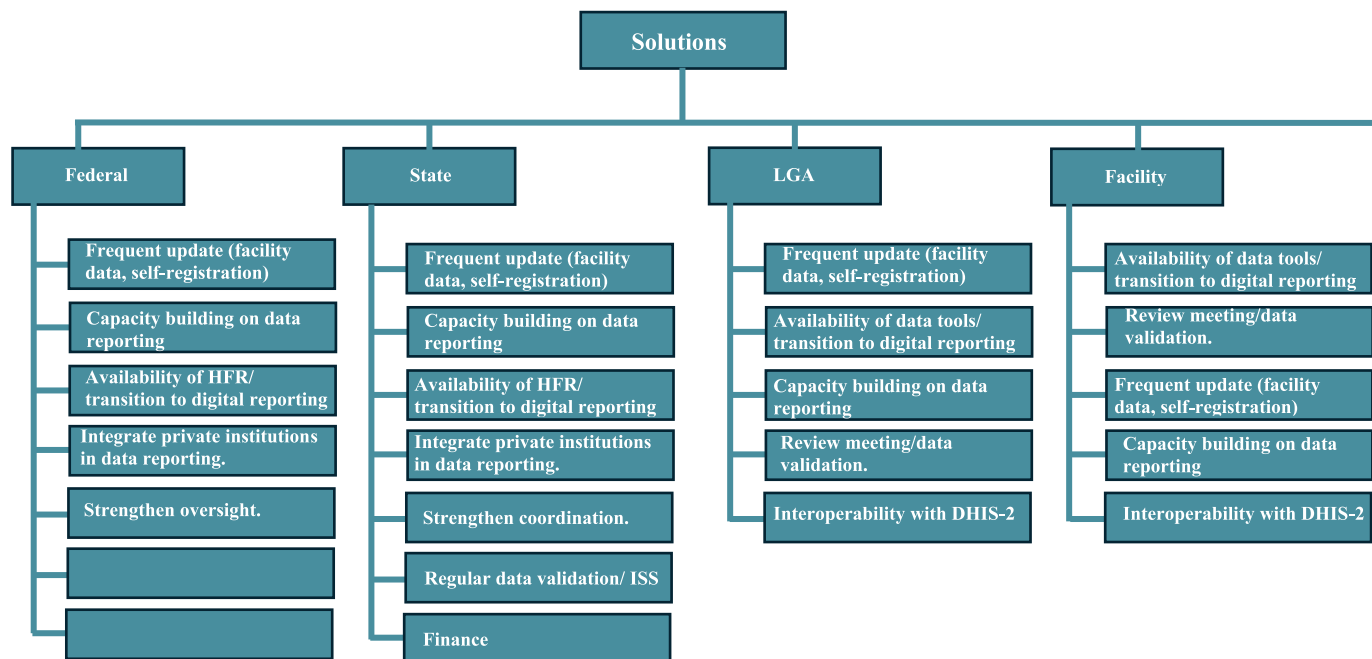 Solutions
Federal
State
LGA
Facility
Frequent update (facility
data, self-registration)
Capacity building on data
reporting
Availability of HFR/
transition to digital reporting
Integrate private institutions
in data reporting.
Strengthen oversight.
Frequent update (facility
data, self-registration)
Capacity building on data
reporting
Availability of HFR/
transition to digital reporting
Integrate private institutions
in data reporting.
Strengthen coordination.
Regular data validation/ ISS
Finance
Frequent update (facility
data, self-registration)
Availability of data tools/
transition to digital reporting
Capacity building on data
reporting
Review meeting/data
validation.
Interoperability with DHIS-2
Availability of data tools/
transition to digital reporting
Review meeting/data
validation.
Frequent update (facility
data, self-registration)
Capacity building on data
reporting
Interoperability with DHIS-2